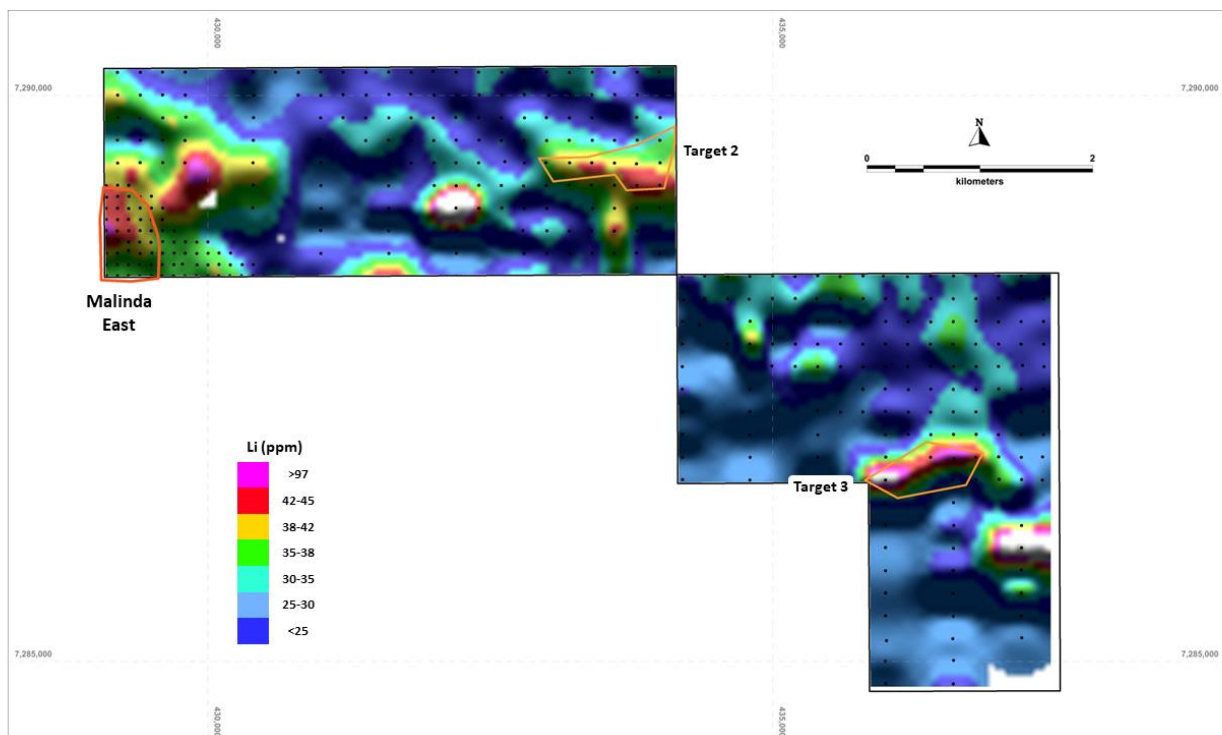 430,000
435,000
7,290,000
7,290,000
N
Target 2
0
2
kilometers
Malinda
East
Li (ppm)
>97
42-45
38-42
35-38
30-35
25-30
<25
Target 3
7,285,000
7,285,000
430,000
435,000